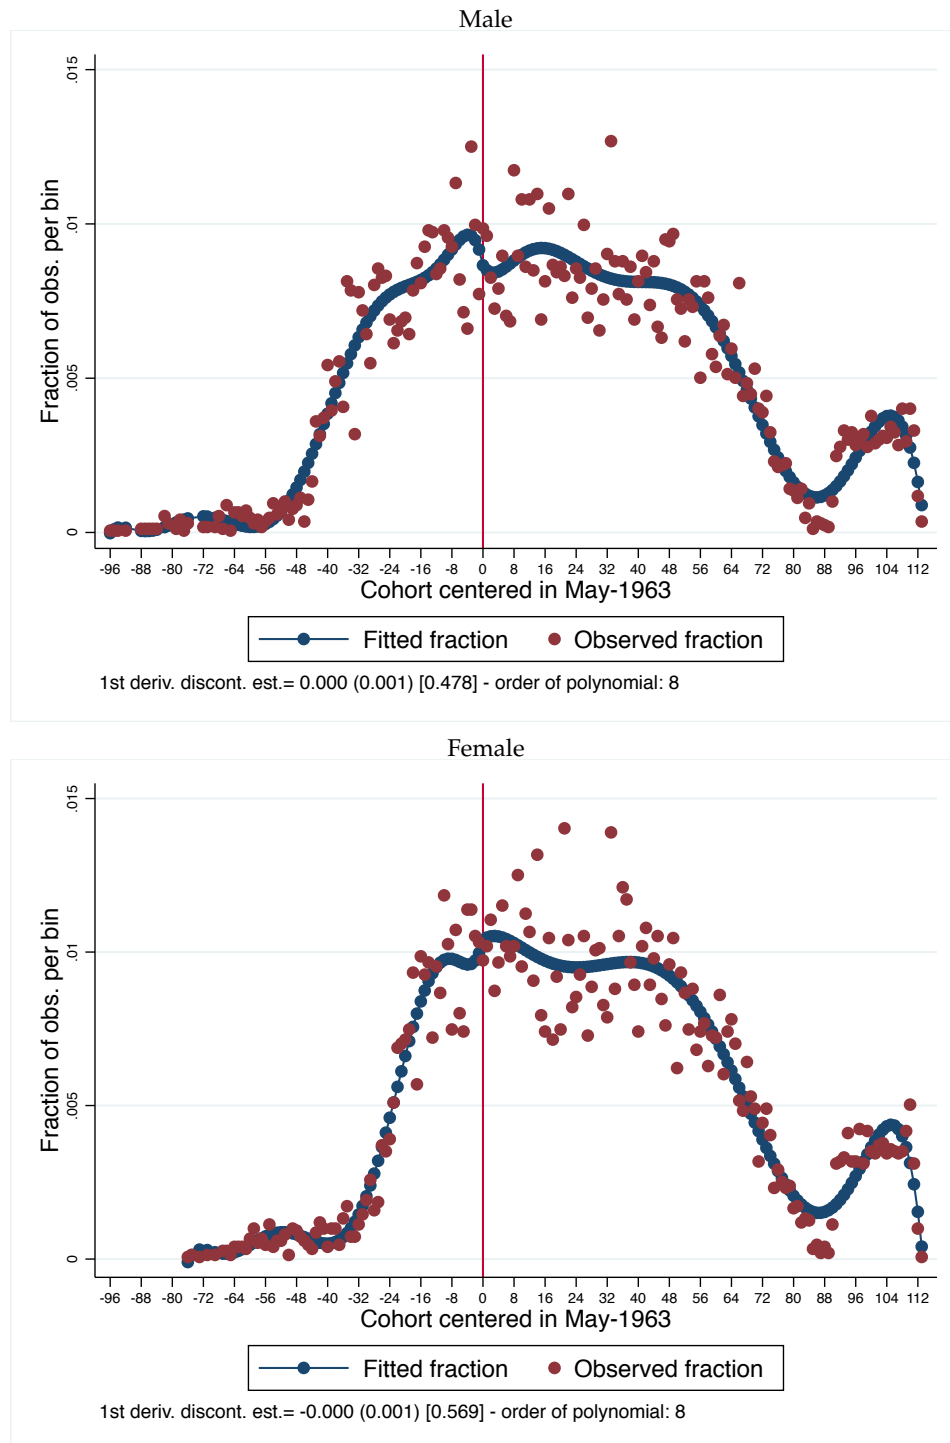 Male
Fraction of obs. per bin
.015
.01
.005
0
-96 -88 -80 -72 -64 -56 -48 -40 -32 -24 -16 -8 0 8 16 24 32 40 48 56 64 72 80 88 96 104 112
Cohort centered in May-1963
Fitted fraction Observed fraction
1st deriv. discont. est.= 0.000 (0.001) [0.478] - order of polynomial: 8
Female
Fraction of obs. per bin
.015
.01
.005
0
-96 -88 -80 -72 -64 -56 -48 -40 -32 -24 -16 -8 0 8 16 24 32 40 48 56 64 72 80 88 96 104 112
Cohort centered in May-1963
Fitted fraction Observed fraction
1st deriv. discont. est.= -0.000 (0.001) [0.569] - order of polynomial: 8